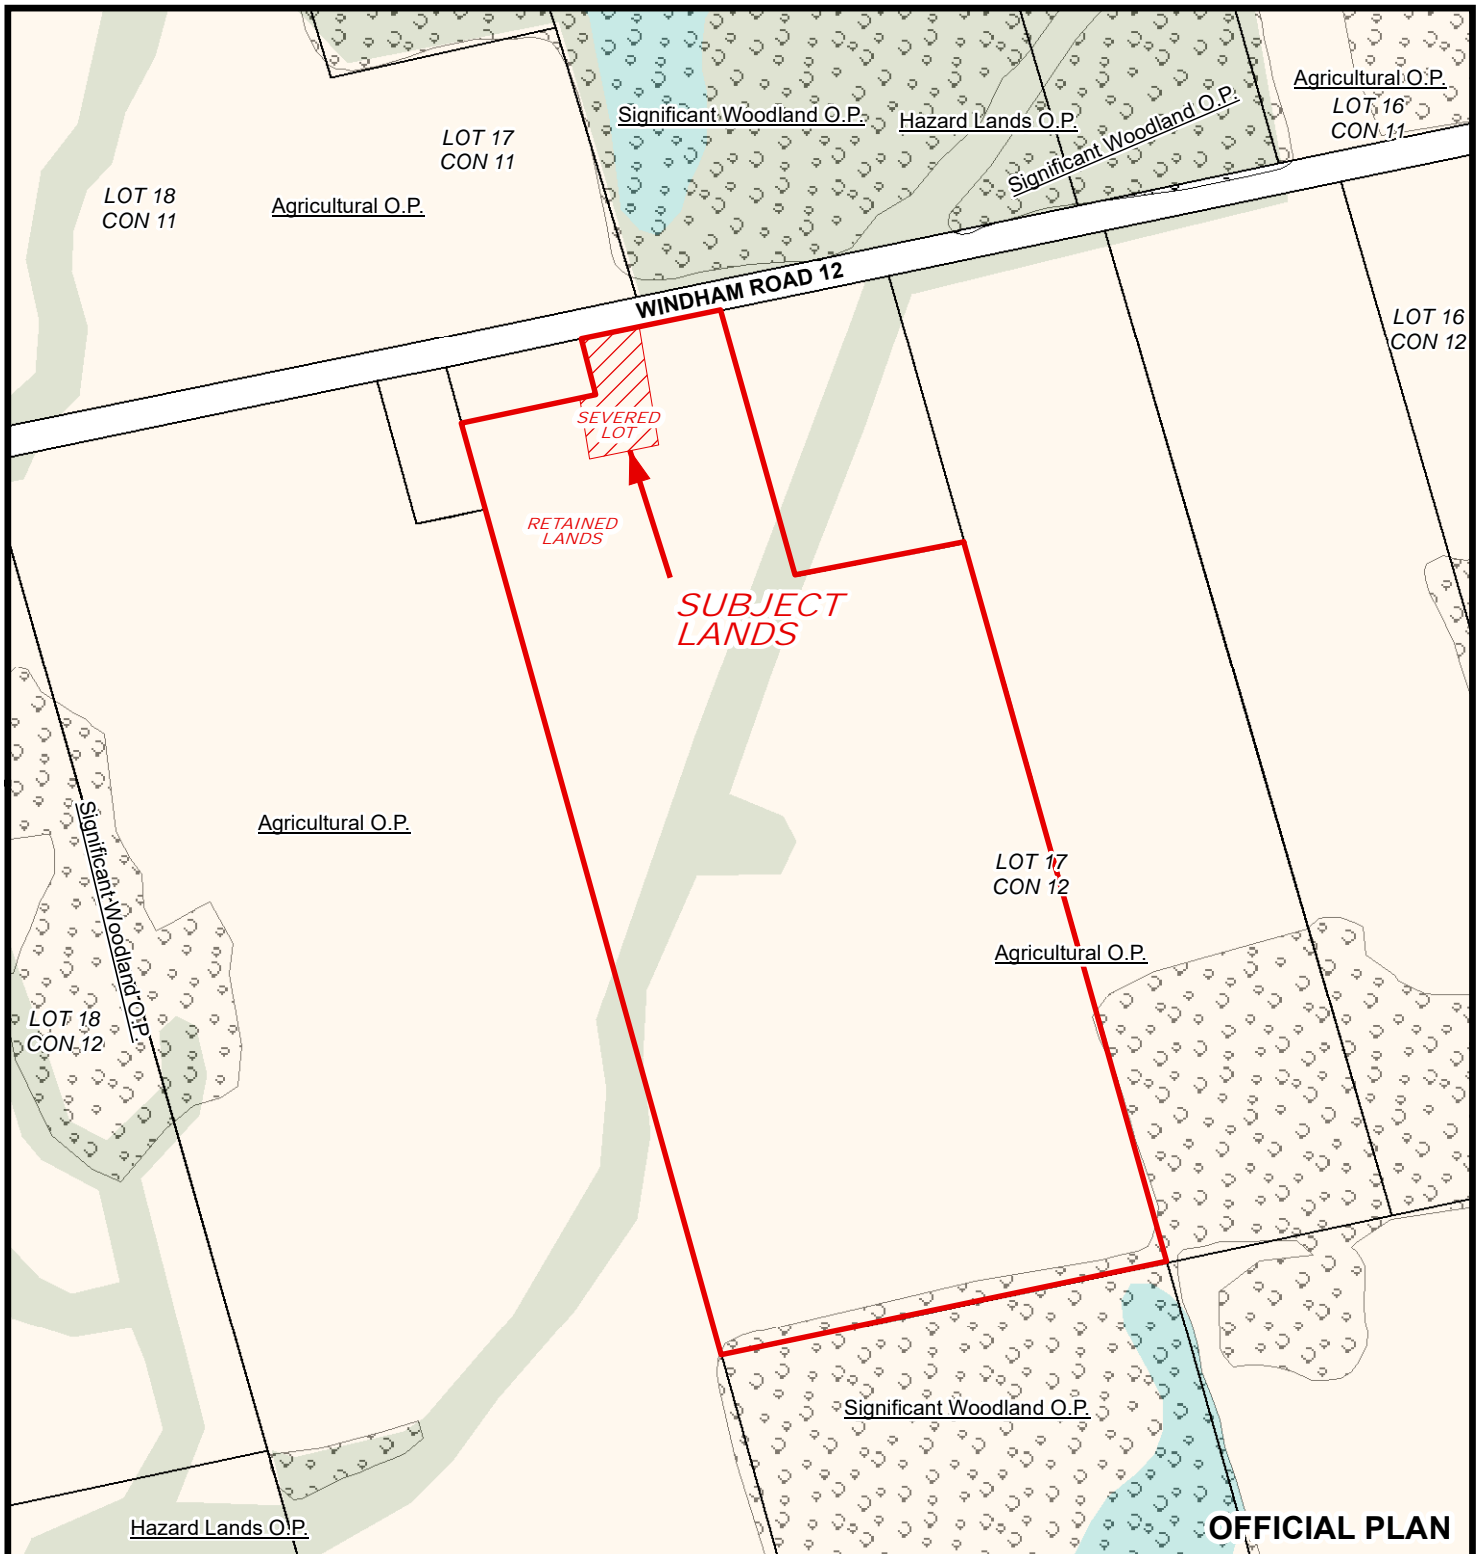 Agricultural O.P.
LOT 16
CON 11
Significant Woodland O.P.
Hazard Lands O.P.
Significant Woodland O.P.
LOT 17
CON 11
LOT 18
CON 11
Agricultural O.P.
WINDHAM ROAD 12
LOT 16
CON 12
SEVERED
LOT
RETAINED
LANDS
SUBJECT
LANDS
Agricultural O.P.
Significant Woodland O.P.
LOT 17
CON 12
Agricultural O.P.
LOT 18
CON 12
Significant Woodland O.P.
Hazard Lands O.P.
OFFICIAL PLAN